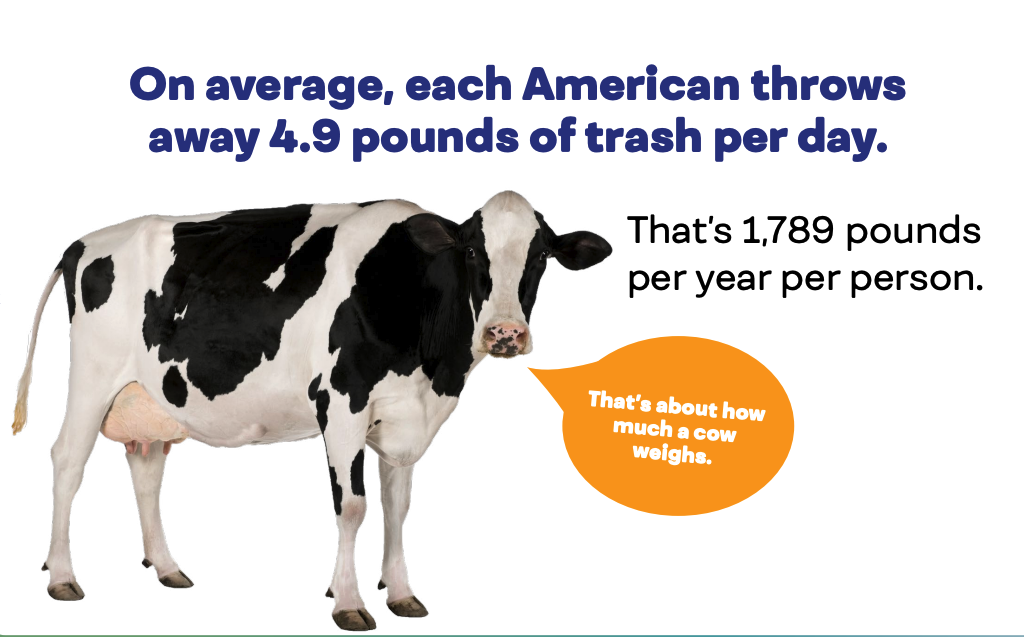 On average, each American throws
away 4.9 pounds of trash per day.
That's 1,789 pounds
per year per person.
That's about how
much a cow
weighs.